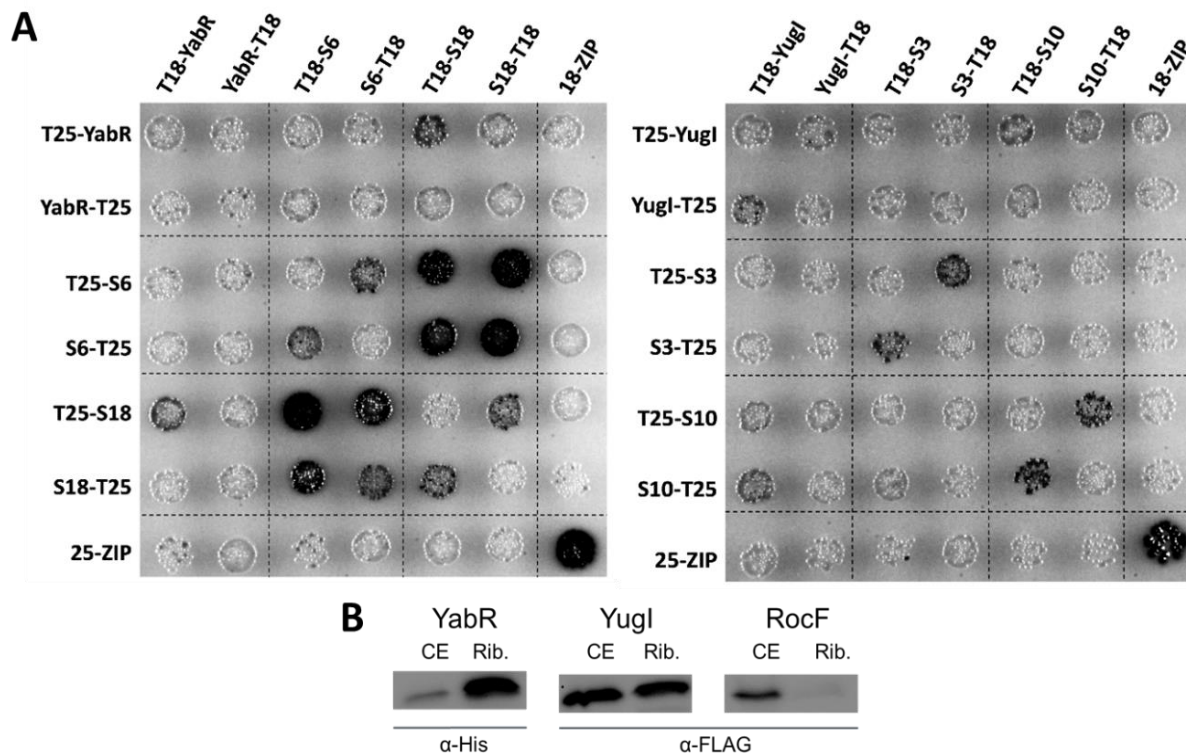 A
T18-YabR YabR-T18 T18-S6 S6-T18 T18-S18 S18-T18 18-ZIP
T25-YabR
YabR-T25
T25-S6
S6-T25
T25-S18
S18-T25
25-ZIP
T18-YugI YugI-T18 T18-S3 S3-T18 T18-S10 S10-T18 18-ZIP
T25-YugI
YugI-T25
T25-S3
S3-T25
T25-S10
S10-T25
25-ZIP
B
YabR YugI RocF
CE Rib. CE Rib. CE Rib.
α-His α-FLAG